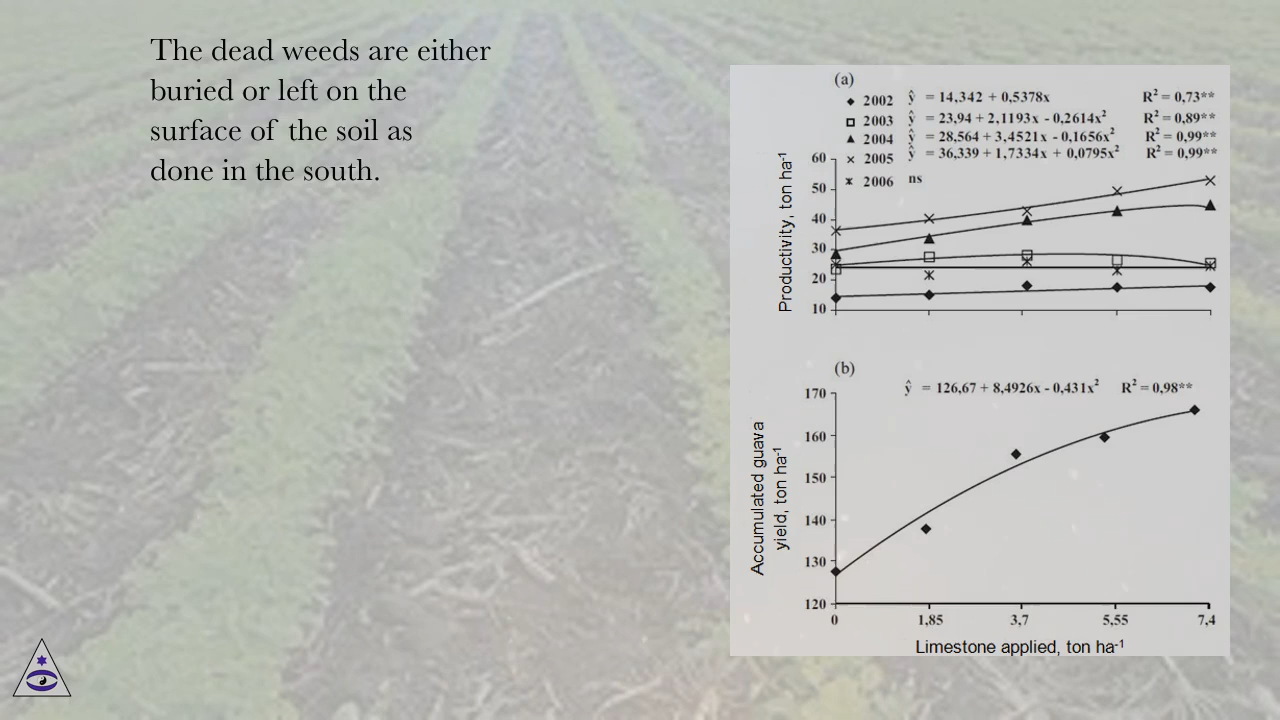 The dead weeds are either
buried or left on the
surface of the soil as
done in the south.
(a)
2002 ŷ = 14,342 + 0,5378x R² = 0,73**
2003 ŷ = 23,94 + 2,1193x - 0,2614x² R² = 0,89**
2004 ŷ = 28,564 + 3,4521x - 0,1656x² R² = 0,99**
2005 ŷ = 36,339 + 1,7334x + 0,0795x² R² = 0,99**
2006 ns
Productivity, ton ha⁻¹
60
50
40
30
20
10
(b)
ŷ = 126,67 + 8,4926x - 0,431x² R² = 0,98**
Accumulated guava
yield, ton ha⁻¹
170
160
150
140
130
120
0 1,85 3,7 5,55 7,4
Limestone applied, ton ha⁻¹